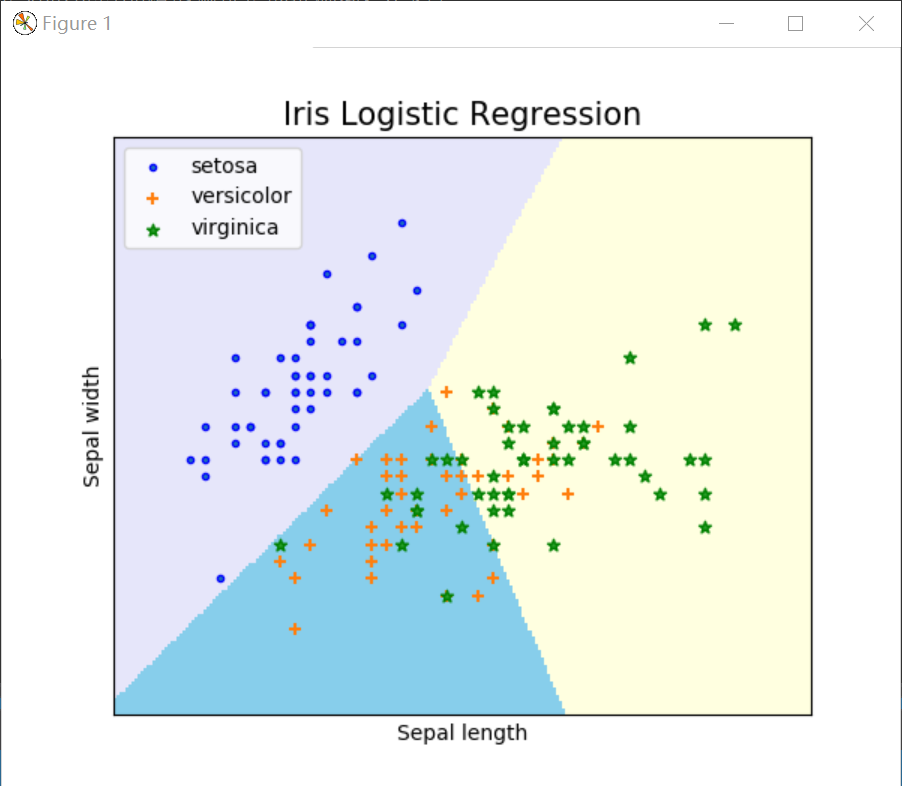 Figure 1
Iris Logistic Regression
setosa
versicolor
virginica
Sepal width
Sepal length